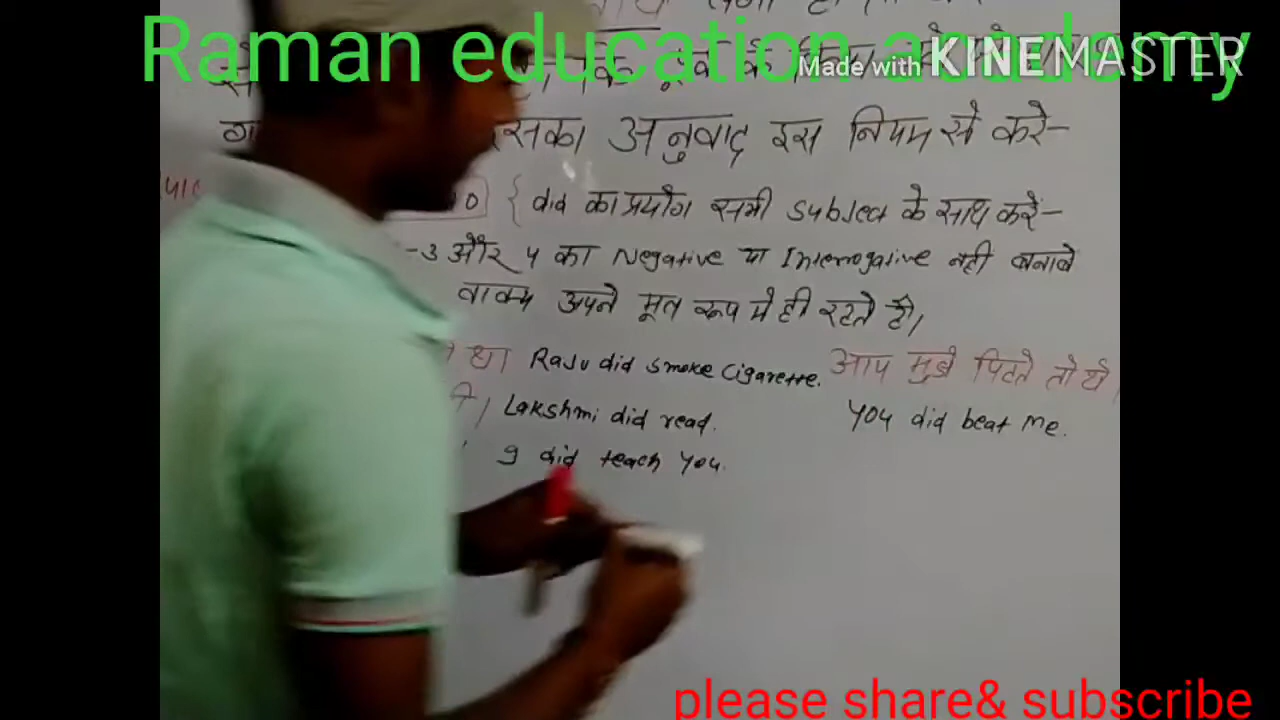 Raman education academy
Made with KINEMASTER
अनुवाद इस नियम से करे-
{ did का प्रयोग सभी Subject के साथ करे-
-3 और 4 का Negative या Interrogative नही बनावे
वाक्य अपने मूल रूप मे ही रहते है।
था Raju did smoke Cigarette. आप मुझे पिटते तो थे।
Lakshmi did read. You did beat Me.
I did teach You.
please share& subscribe